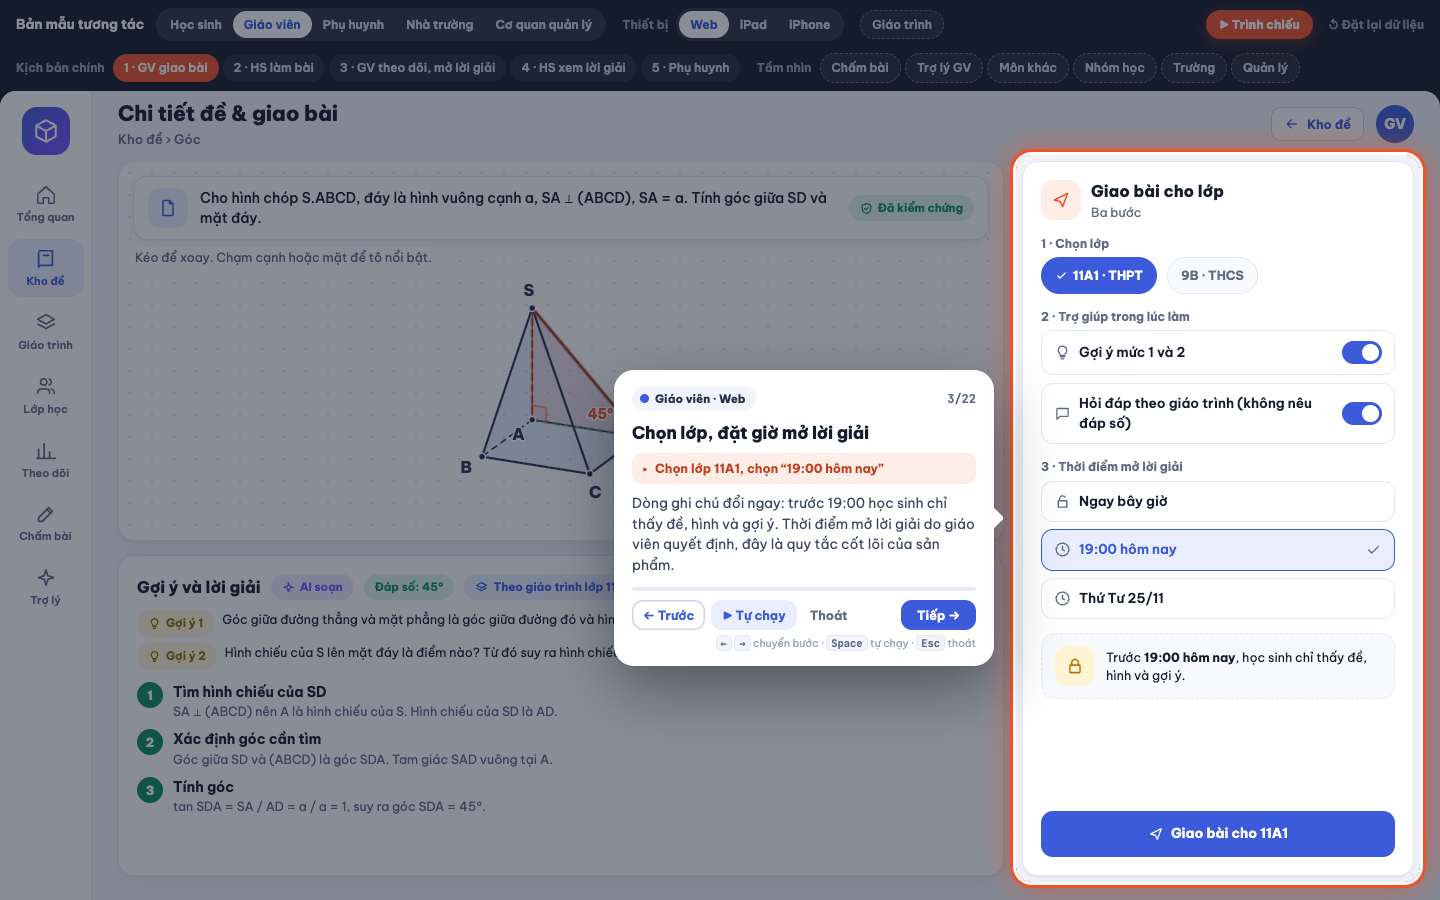 Bản mẫu tương tác
Học sinh
Giáo viên
Phụ huynh
Nhà trường
Cơ quan quản lý
Thiết bị
Web
iPad
iPhone
Giáo trình
Trình chiếu
Đặt lại dữ liệu
Kịch bản chính
1 · GV giao bài
2 · HS làm bài
3 · GV theo dõi, mở lời giải
4 · HS xem lời giải
5 · Phụ huynh
Tầm nhìn
Chấm bài
Trợ lý GV
Môn khác
Nhóm học
Trường
Quản lý
Tổng quan
Kho đề
Giáo trình
Lớp học
Theo dõi
Chấm bài
Trợ lý
Chi tiết đề & giao bài
Kho đề › Góc
← Kho đề
GV
Cho hình chóp S.ABCD, đáy là hình vuông cạnh a, SA ⊥ (ABCD), SA = a. Tính góc giữa SD và
mặt đáy.
Đã kiểm chứng
Kéo để xoay. Chạm cạnh hoặc mặt để tô nổi bật.
S
A
B
C
45°
Gợi ý và lời giải
AI soạn
Đáp số: 45°
Theo giáo trình lớp 11
Gợi ý 1
Góc giữa đường thẳng và mặt phẳng là góc giữa đường đó và hìn
Gợi ý 2
Hình chiếu của S lên mặt đáy là điểm nào? Từ đó suy ra hình chiế
1
Tìm hình chiếu của SD
SA ⊥ (ABCD) nên A là hình chiếu của S. Hình chiếu của SD là AD.
2
Xác định góc cần tìm
Góc giữa SD và (ABCD) là góc SDA. Tam giác SAD vuông tại A.
3
Tính góc
tan SDA = SA / AD = a / a = 1, suy ra góc SDA = 45°.
Giáo viên · Web
3/22
Chọn lớp, đặt giờ mở lời giải
Chọn lớp 11A1, chọn “19:00 hôm nay”
Dòng ghi chú đổi ngay: trước 19:00 học sinh chỉ
thấy đề, hình và gợi ý. Thời điểm mở lời giải do giáo
viên quyết định, đây là quy tắc cốt lõi của sản
phẩm.
← Trước
Tự chạy
Thoát
Tiếp →
← → chuyển bước · Space tự chạy · Esc thoát
Giao bài cho lớp
Ba bước
1 · Chọn lớp
11A1 · THPT
9B · THCS
2 · Trợ giúp trong lúc làm
Gợi ý mức 1 và 2
Hỏi đáp theo giáo trình (không nêu
đáp số)
3 · Thời điểm mở lời giải
Ngay bây giờ
19:00 hôm nay
Thứ Tư 25/11
Trước 19:00 hôm nay, học sinh chỉ thấy đề,
hình và gợi ý.
Giao bài cho 11A1